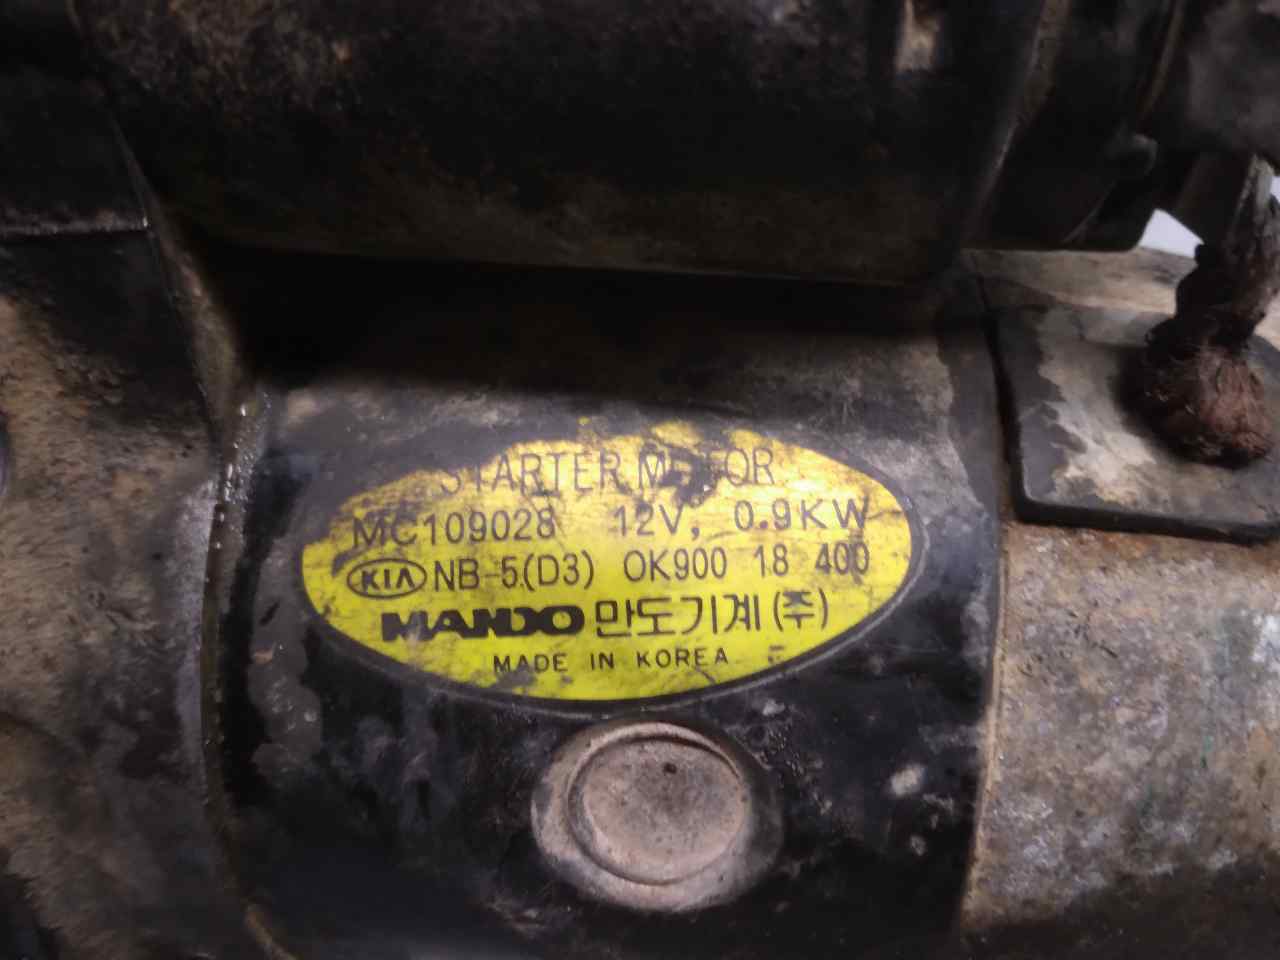 STARTER MOTOR
MC109028 12V, 0.9KW
KIA NB-5(D3) OK900 18 400
MANDO 만도기계(주)
MADE IN KOREA